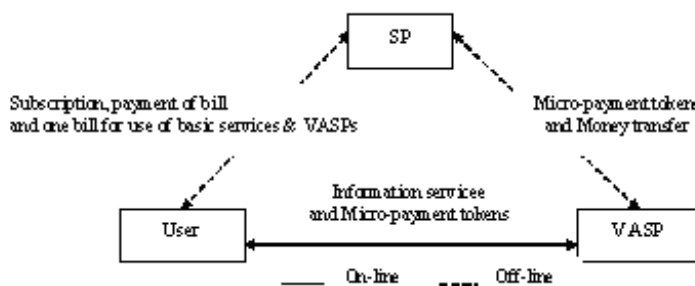 SP
Subscription, payment of bill
and one bill for use of basic services & VASPs
Micro-payment tokens
and Money transfer
Information servicee
and Micro-payment tokens
User
VASP
On-line
Off-line